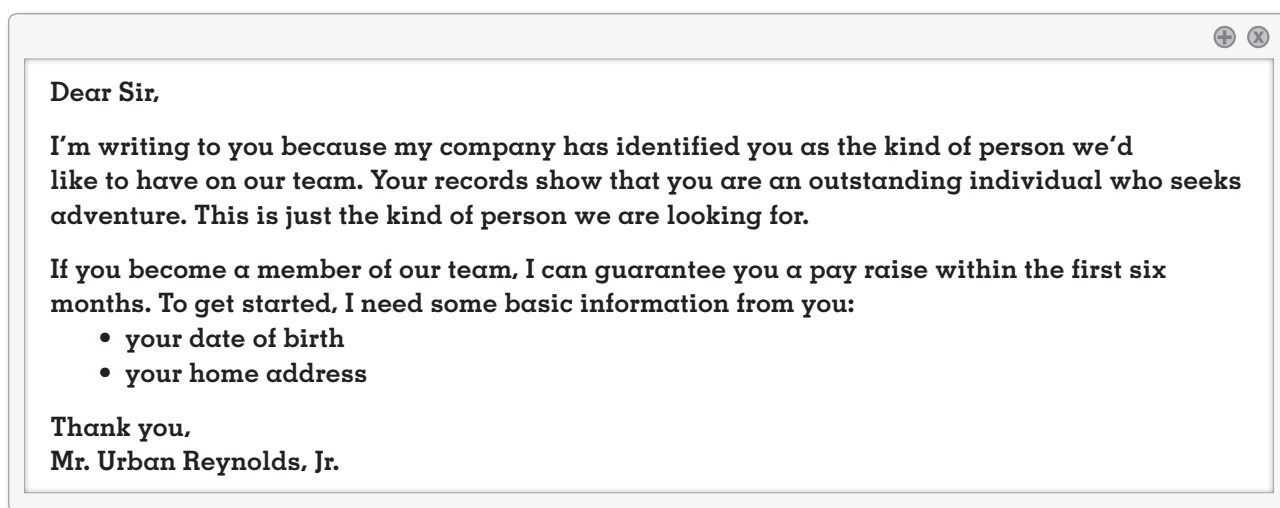 Dear Sir,
I’m writing to you because my company has identified you as the kind of person we’d
like to have on our team. Your records show that you are an outstanding individual who seeks
adventure. This is just the kind of person we are looking for.
If you become a member of our team, I can guarantee you a pay raise within the first six
months. To get started, I need some basic information from you:
• your date of birth
• your home address
Thank you,
Mr. Urban Reynolds, Jr.